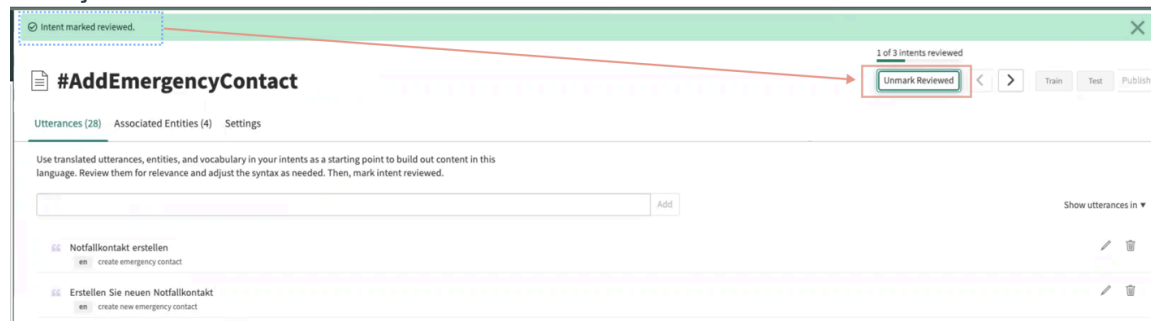 Intent marked reviewed.
1 of 3 intents reviewed
#AddEmergencyContact
Unmark Reviewed
Train
Test
Publish
Utterances (28)
Associated Entities (4)
Settings
Use translated utterances, entities, and vocabulary in your intents as a starting point to build out content in this
language. Review them for relevance and adjust the syntax as needed. Then, mark intent reviewed.
Add
Show utterances in
Notfallkontakt erstellen
en create emergency contact
Erstellen Sie neuen Notfallkontakt
en create new emergency contact